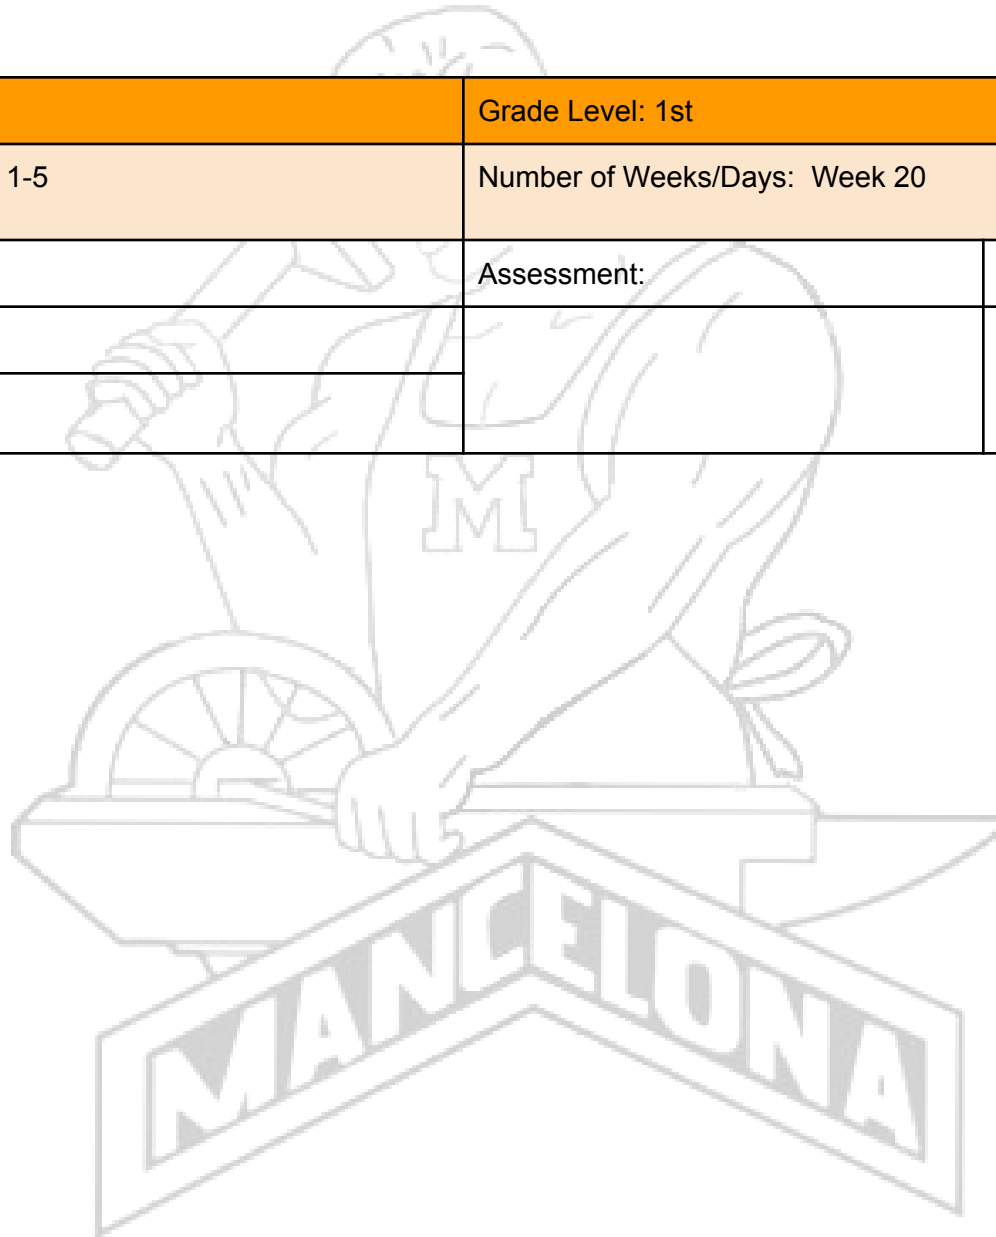 Grade Level: 1st
1-5
Number of Weeks/Days: Week 20
Assessment:
M
MANCELONA